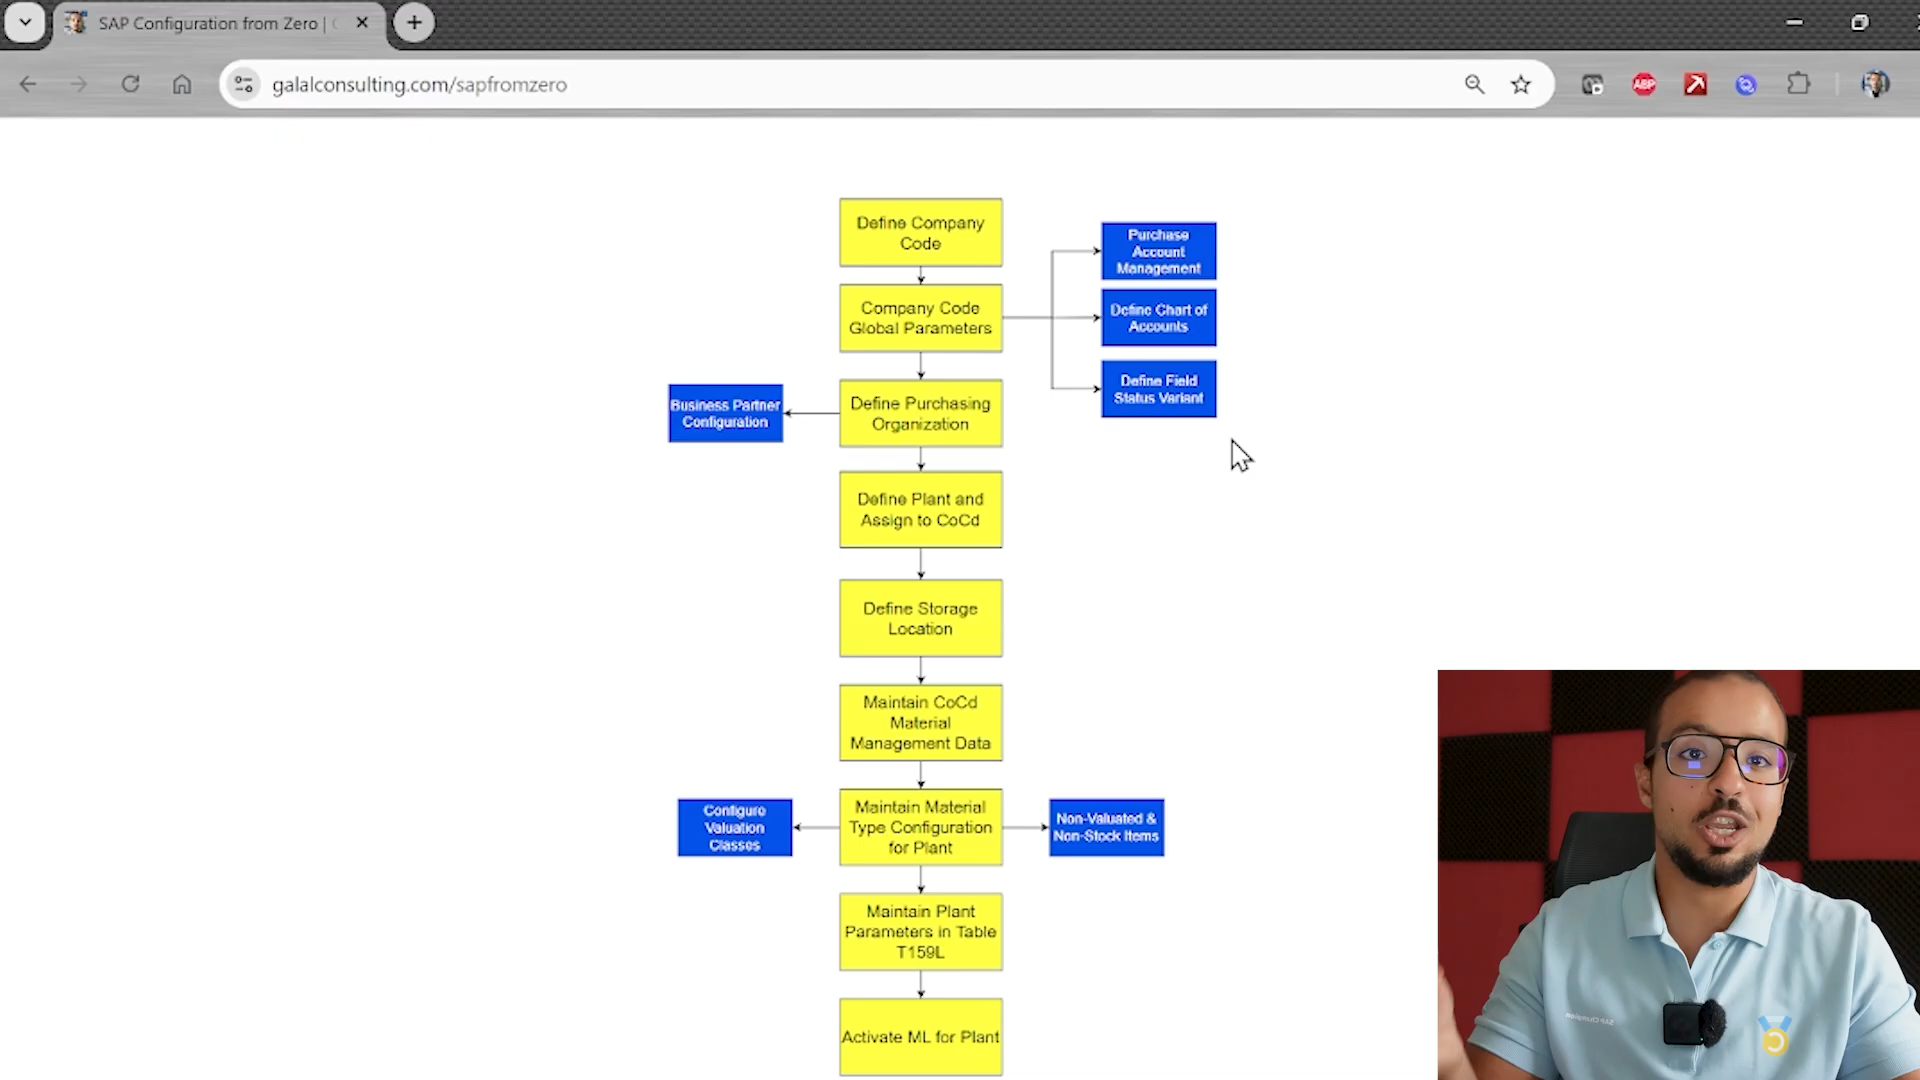 SAP Configuration from Zero |
galalconsulting.com/sapfromzero
ABP
Define Company
Code
Purchase
Account
Management
Company Code
Global Parameters
Define Chart of
Accounts
Define Field
Status Variant
Business Partner
Configuration
Define Purchasing
Organization
Define Plant and
Assign to CoCd
Define Storage
Location
Maintain CoCd
Material
Management Data
Configure
Valuation
Classes
Maintain Material
Type Configuration
for Plant
Non-Valuated &
Non-Stock Items
Maintain Plant
Parameters in Table
T159L
Activate ML for Plant